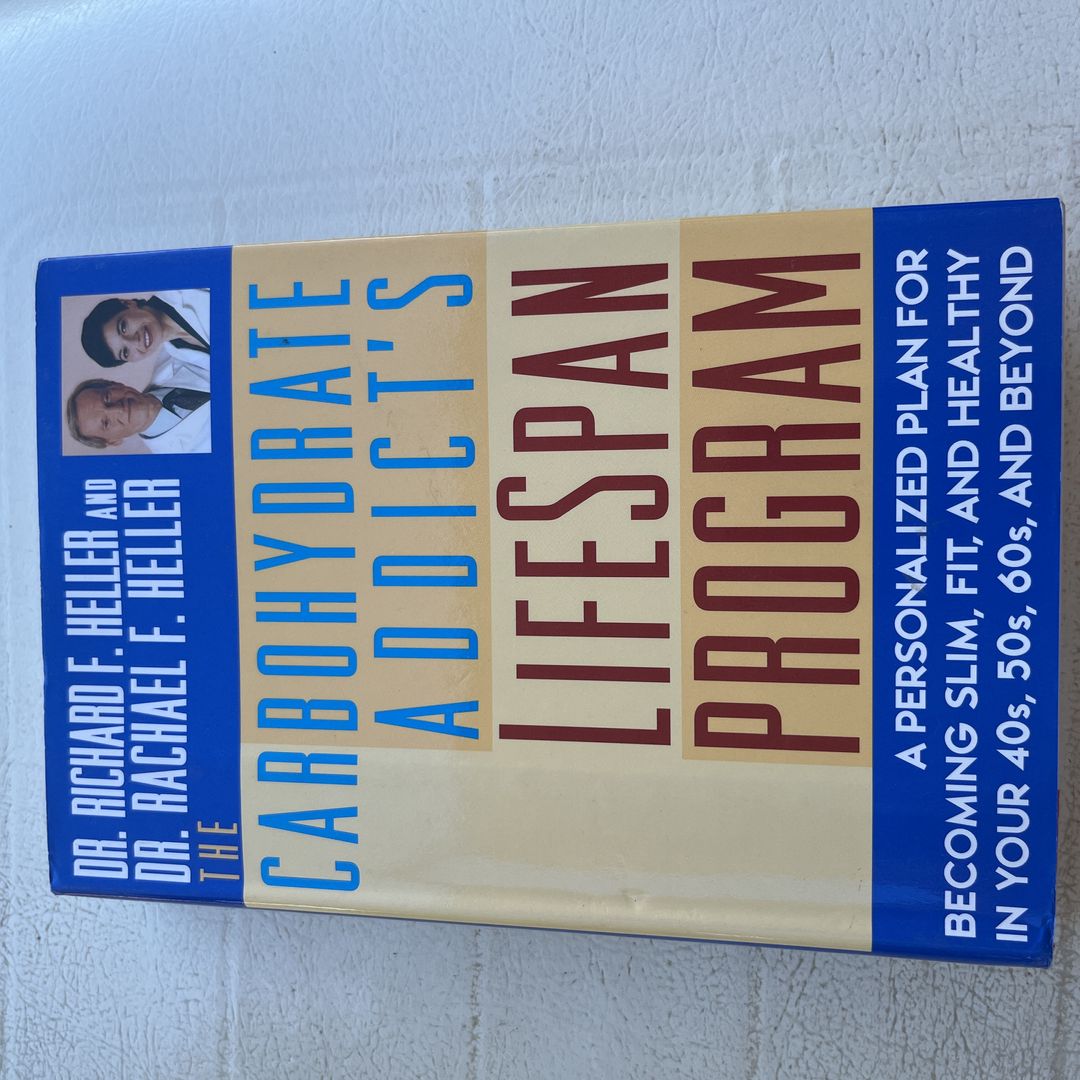 DR. RICHARD F. HELLER AND
DR. RACHAEL F. HELLER
THE
CARBOHYDRATE
ADDICT'S
LIFESPAN
PROGRAM
A PERSONALIZED PLAN FOR
BECOMING SLIM, FIT, AND HEALTHY
IN YOUR 40s, 50s, 60s, AND BEYOND